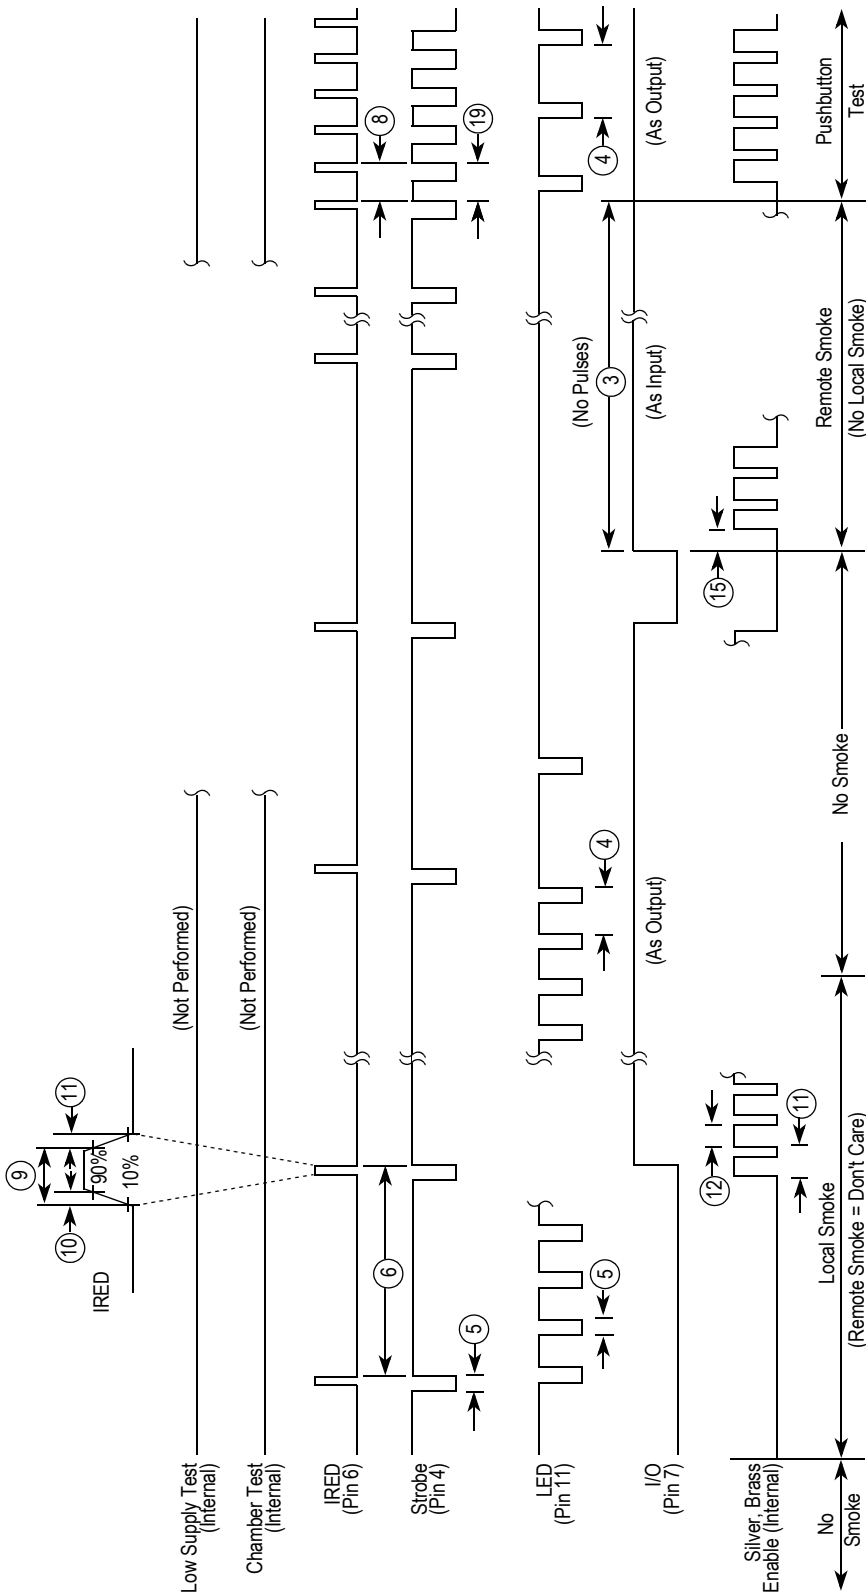 IRED
9
10
11
90%
10%
Low Supply Test
(Internal)
(Not Performed)
Chamber Test
(Internal)
(Not Performed)
IRED
(Pin 6)
6
8
Strobe
(Pin 4)
5
19
LED
(Pin 11)
5
4
(No Pulses)
3
4
I/O
(Pin 7)
(As Output)
(As Input)
(As Output)
Silver, Brass
Enable (Internal)
12
11
15
No
Smoke
Local Smoke
(Remote Smoke = Don't Care)
No Smoke
Remote Smoke
(No Local Smoke)
Pushbutton
Test